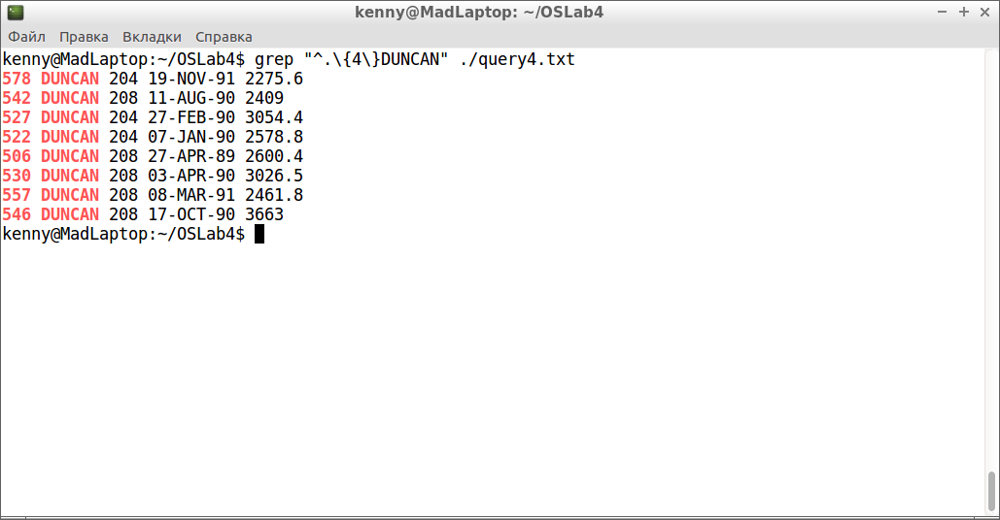 kenny@MadLaptop: ~/OSLab4
Файл Правка Вкладки Справка
kenny@MadLaptop:~/OSLab4$ grep "^.\{4\}DUNCAN" ./query4.txt
578 DUNCAN 204 19-NOV-91 2275.6
542 DUNCAN 208 11-AUG-90 2409
527 DUNCAN 204 27-FEB-90 3054.4
522 DUNCAN 204 07-JAN-90 2578.8
506 DUNCAN 208 27-APR-89 2600.4
530 DUNCAN 208 03-APR-90 3026.5
557 DUNCAN 208 08-MAR-91 2461.8
546 DUNCAN 208 17-OCT-90 3663
kenny@MadLaptop:~/OSLab4$